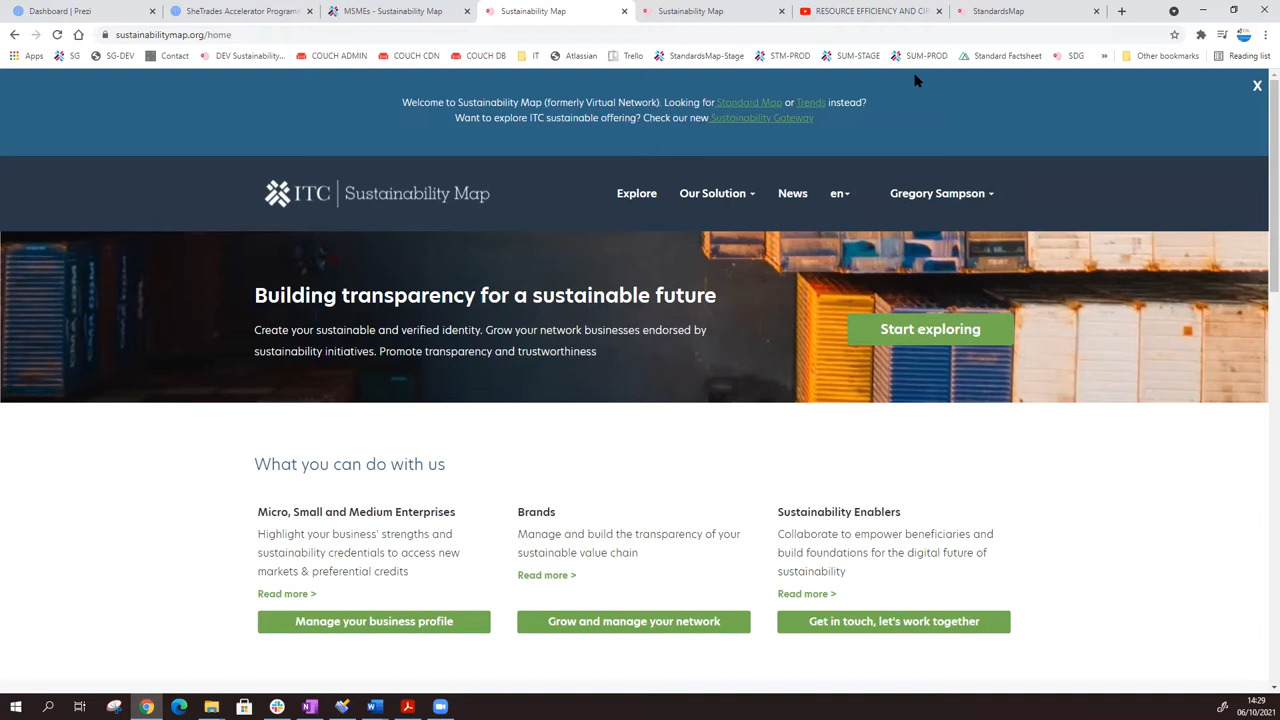 Dashboard | Prezi
SheTrades Accelerator Program
MSMEs - Sustainability Map
Sustainability Map
Sustainability Map
RESOURCE EFFICIENCY AND CIR
StandardsMap
sustainabilitymap.org/home
Apps
SG
SG-DEV
Contact
DEV Sustainability...
COUCH ADMIN
COUCH CDN
COUCH DB
IT
Atlassian
Trello
StandardsMap-Stage
STM-PROD
SUM-STAGE
SUM-PROD
Standard Factsheet
SDG
»
Other bookmarks
Reading list
Welcome to Sustainability Map (formerly Virtual Network). Looking for Standard Map or Trends instead?
X
Want to explore ITC sustainable offering? Check our new Sustainability Gateway
ITC | Sustainability Map
Explore
Our Solution
News
en
Gregory Sampson
Building transparency for a sustainable future
Create your sustainable and verified identity. Grow your network businesses endorsed by
sustainability initiatives. Promote transparency and trustworthiness
Start exploring
What you can do with us
Micro, Small and Medium Enterprises
Highlight your business' strengths and
sustainability credentials to access new
markets & preferential credits
Read more >
Manage your business profile
Brands
Manage and build the transparency of your
sustainable value chain
Read more >
Grow and manage your network
Sustainability Enablers
Collaborate to empower beneficiaries and
build foundations for the digital future of
sustainability
Read more >
Get in touch, let's work together
14:29
06/10/2021